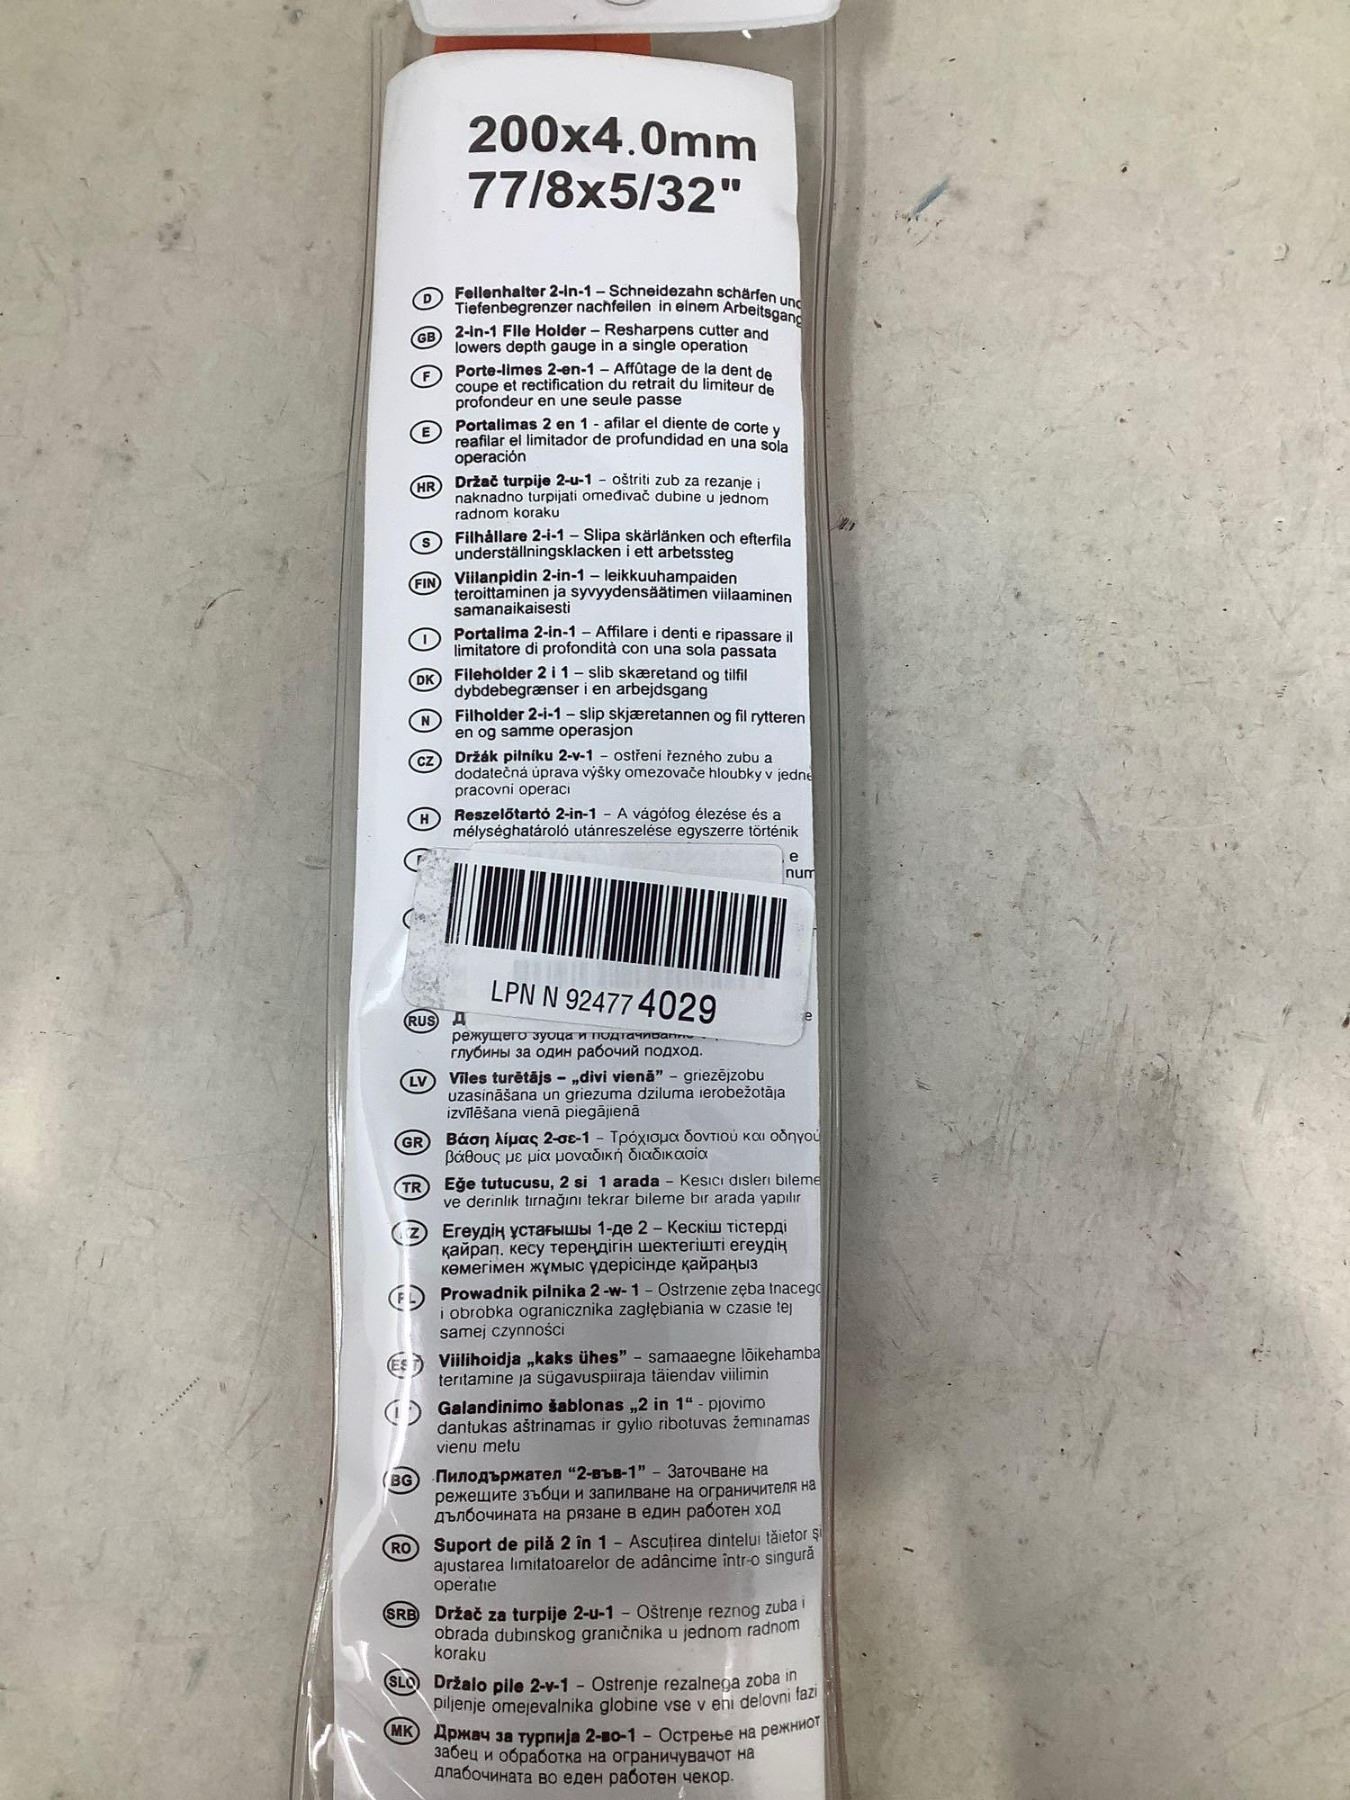 200x4.0mm
77/8x5/32"
D Feilenhalter 2-in-1 – Schneidezahn schärfen und
Tiefenbegrenzer nachfeilen in einem Arbeitsgang
GB 2-in-1 File Holder – Resharpens cutter and
lowers depth gauge in a single operation
F Porte-limes 2-en-1 – Affûtage de la dent de
coupe et rectification du retrait du limiteur de
profondeur en une seule passe
E Portalimas 2 en 1 - afilar el diente de corte y
reafilar el limitador de profundidad en una sola
operación
HR Držač turpije 2-u-1 – oštriti zub za rezanje i
naknadno turpijati omeđivač dubine u jednom
radnom koraku
S Filhållare 2-i-1 – Slipa skärlänken och efterfila
underställningsklacken i ett arbetssteg
FIN Viilanpidin 2-in-1 – leikkuuhampaiden
teroittaminen ja syvyydensäätimen viilaaminen
samanaikaisesti
I Portalima 2-in-1 – Affilare i denti e ripassare il
limitatore di profondità con una sola passata
DK Fileholder 2 i 1 – slib skæretand og tilfil
dybdebegrænser i en arbejdsgang
N Filholder 2-i-1 – slip skjæretannen og fil rytteren
en og samme operasjon
CZ Držák pilníku 2-v-1 – ostření řezného zubu a
dodatečná úprava výšky omezovače hloubky v jedné
pracovní operaci
H Reszelőtartó 2-in-1 – A vágófog élezése és a
mélységhatároló utánreszelése egyszerre történik
e
num
LPN N 924774029
RUS Д
режущего зубца и подтачивание
глубины за один рабочий подход.
LV Vīles turētājs – „divi vienā” – griezējzobu
uzasināšana un griezuma dziluma ierobežotāja
izvīlēšana vienā piegājienā
GR Βάση λίμας 2-σε-1 – Τρόχισμα δοντιού και οδηγού
βάθους με μία μοναδική διαδικασία
TR Eğe tutucusu, 2 si 1 arada – Kesici dişleri bileme
ve derinlik tırnağını tekrar bileme bir arada yapılır
KZ Егеудің ұстағышы 1-де 2 – Кескіш тістерді
қайрап, кесу тереңдігін шектегішті егеудің
көмегімен жұмыс үдерісінде қайраңыз
PL Prowadnik pilnika 2 -w- 1 – Ostrzenie zęba tnącego
i obróbka ogranicznika zagłębiania w czasie tej
samej czynności
EST Viilihoidja „kaks ühes” – samaaegne lõikehamba
teritamine ja sügavuspiiraja täiendav viilimin
LT Galandinimo šablonas „2 in 1“ - pjovimo
dantukas aštrinamas ir gylio ribotuvas žeminamas
vienu metu
BG Пилодържател “2-във-1” – Заточване на
режещите зъбци и запилване на ограничителя на
дълбочината на рязане в един работен ход
RO Suport de pilă 2 în 1 – Ascuțirea dintelui tăietor și
ajustarea limitatoarelor de adâncime într-o singură
operație
SRB Držač za turpije 2-u-1 – Oštrenje reznog zuba i
obrada dubinskog graničnika u jednom radnom
koraku
SLO Držalo pile 2-v-1 – Ostrenje rezalnega zoba in
piljenje omejevalnika globine vse v eni delovni fazi
MK Држач за турпија 2-во-1 – Острење на режниот
забец и обработка на ограничувачот на
длабочината во еден работен чекор.